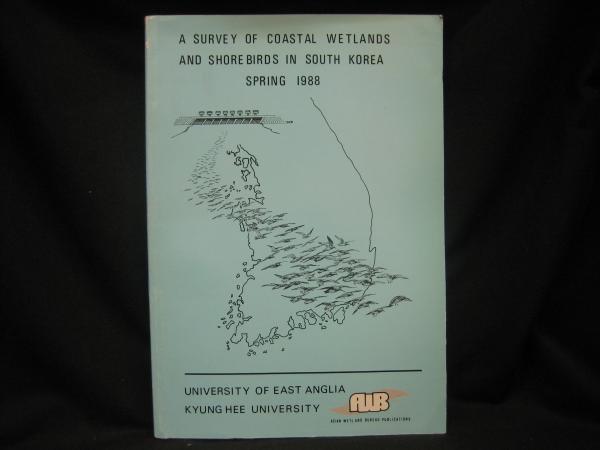 A SURVEY OF COASTAL WETLANDS
AND SHOREBIRDS IN SOUTH KOREA
SPRING 1988
UNIVERSITY OF EAST ANGLIA
KYUNG HEE UNIVERSITY
AWB
ASIAN WETLAND BUREAU PUBLICATIONS